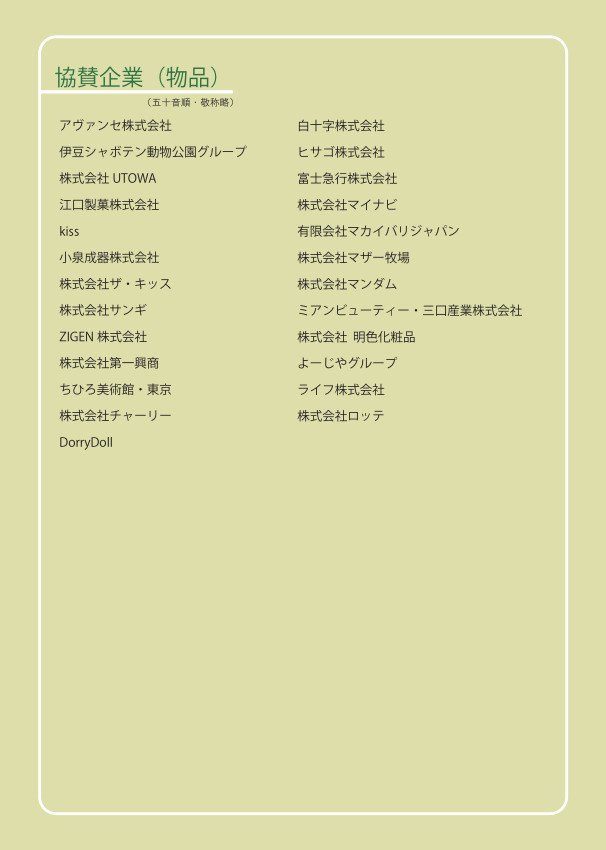 協賛企業（物品）
（五十音順・敬称略）
アヴァンセ株式会社
伊豆シャボテン動物公園グループ
株式会社 UTOWA
江口製菓株式会社
kiss
小泉成器株式会社
株式会社ザ・キッス
株式会社サンギ
ZIGEN 株式会社
株式会社第一興商
ちひろ美術館・東京
株式会社チャーリー
DorryDoll
白十字株式会社
ヒサゴ株式会社
富士急行株式会社
株式会社マイナビ
有限会社マカイバリジャパン
株式会社マザー牧場
株式会社マンダム
ミアンビューティー・三口産業株式会社
株式会社 明色化粧品
よーじやグループ
ライフ株式会社
株式会社ロッテ